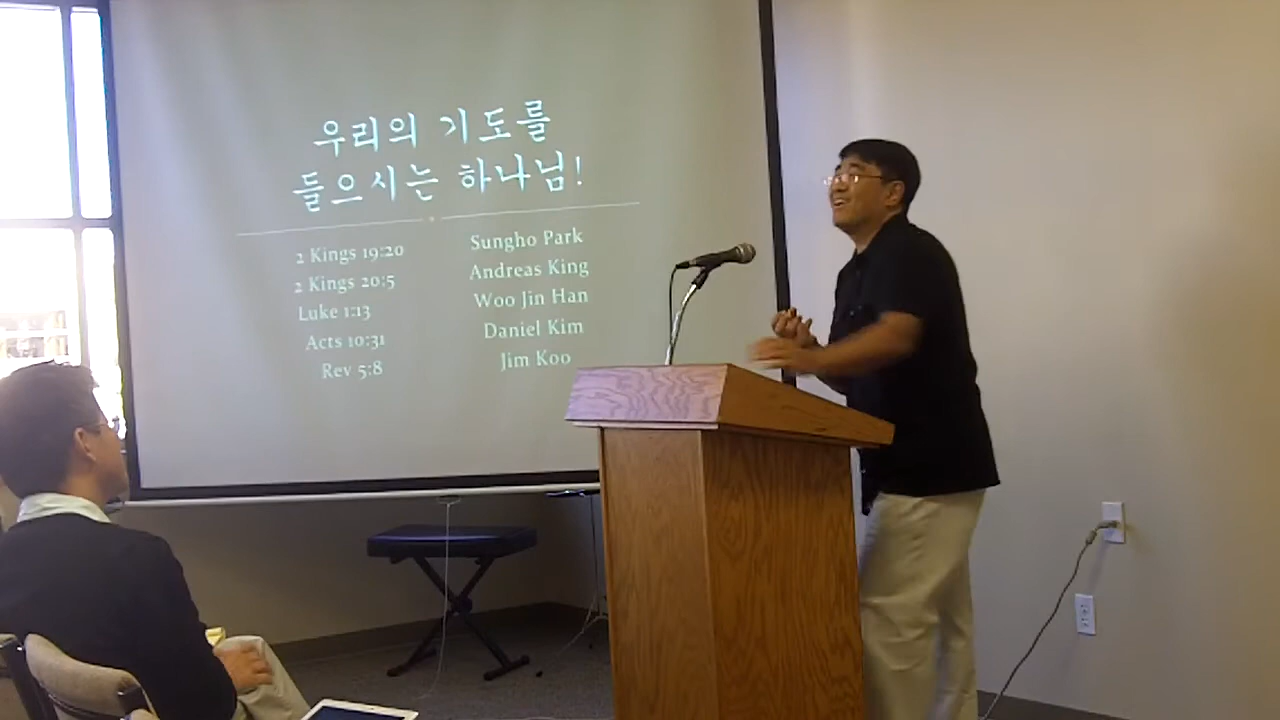 우리의 기도를
들으시는 하나님!
2 Kings 19:20 Sungho Park
2 Kings 20:5 Andreas King
Luke 1:13 Woo Jin Han
Acts 10:31 Daniel Kim
Rev 5:8 Jim Koo